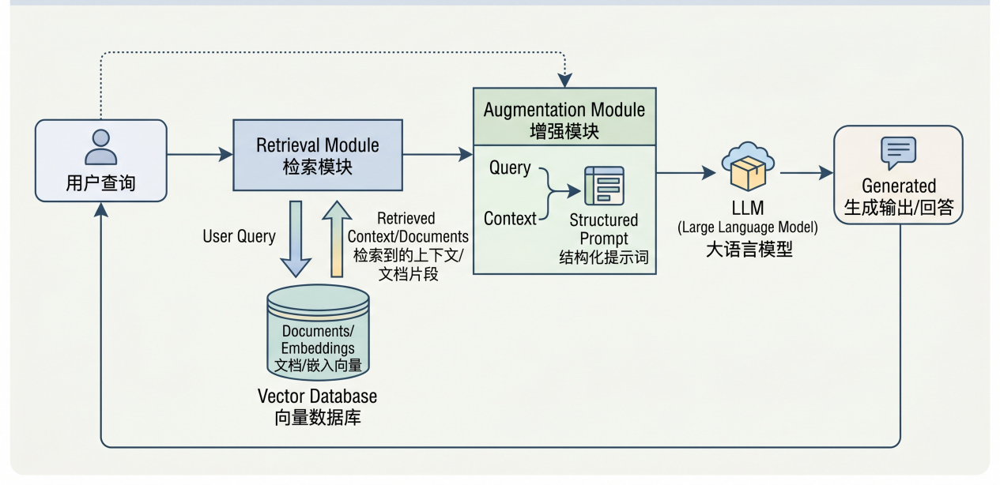 用户查询
Retrieval Module
检索模块
User Query
Retrieved
Context/Documents
检索到的上下文/
文档片段
Documents/
Embeddings
文档/嵌入向量
Vector Database
向量数据库
Augmentation Module
增强模块
Query
Context
Structured
Prompt
结构化提示词
LLM
(Large Language Model)
大语言模型
Generated
生成输出/回答